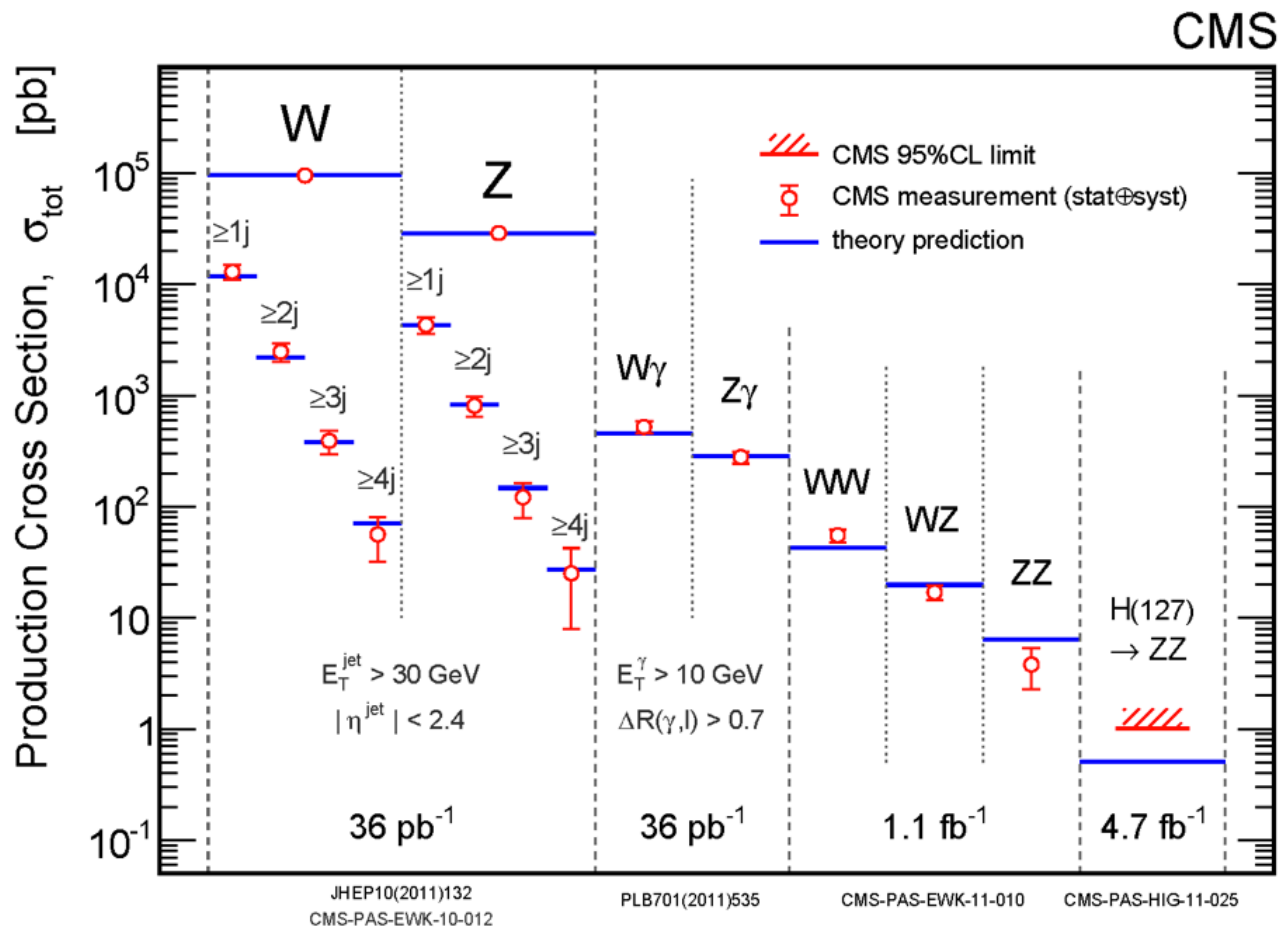 CMS
Production Cross Section, σ_tot [pb]
10^5
10^4
10^3
10^2
10
1
10^-1
W
≥1j
≥2j
≥3j
≥4j
Z
≥1j
≥2j
≥3j
≥4j
Wγ
Zγ
WW
WZ
ZZ
H(127)
→ ZZ
CMS 95%CL limit
CMS measurement (stat⊕syst)
theory prediction
E_T^jet > 30 GeV
| η^jet | < 2.4
E_T^γ > 10 GeV
ΔR(γ,l) > 0.7
36 pb^-1
36 pb^-1
1.1 fb^-1
4.7 fb^-1
JHEP10(2011)132
CMS-PAS-EWK-10-012
PLB701(2011)535
CMS-PAS-EWK-11-010
CMS-PAS-HIG-11-025